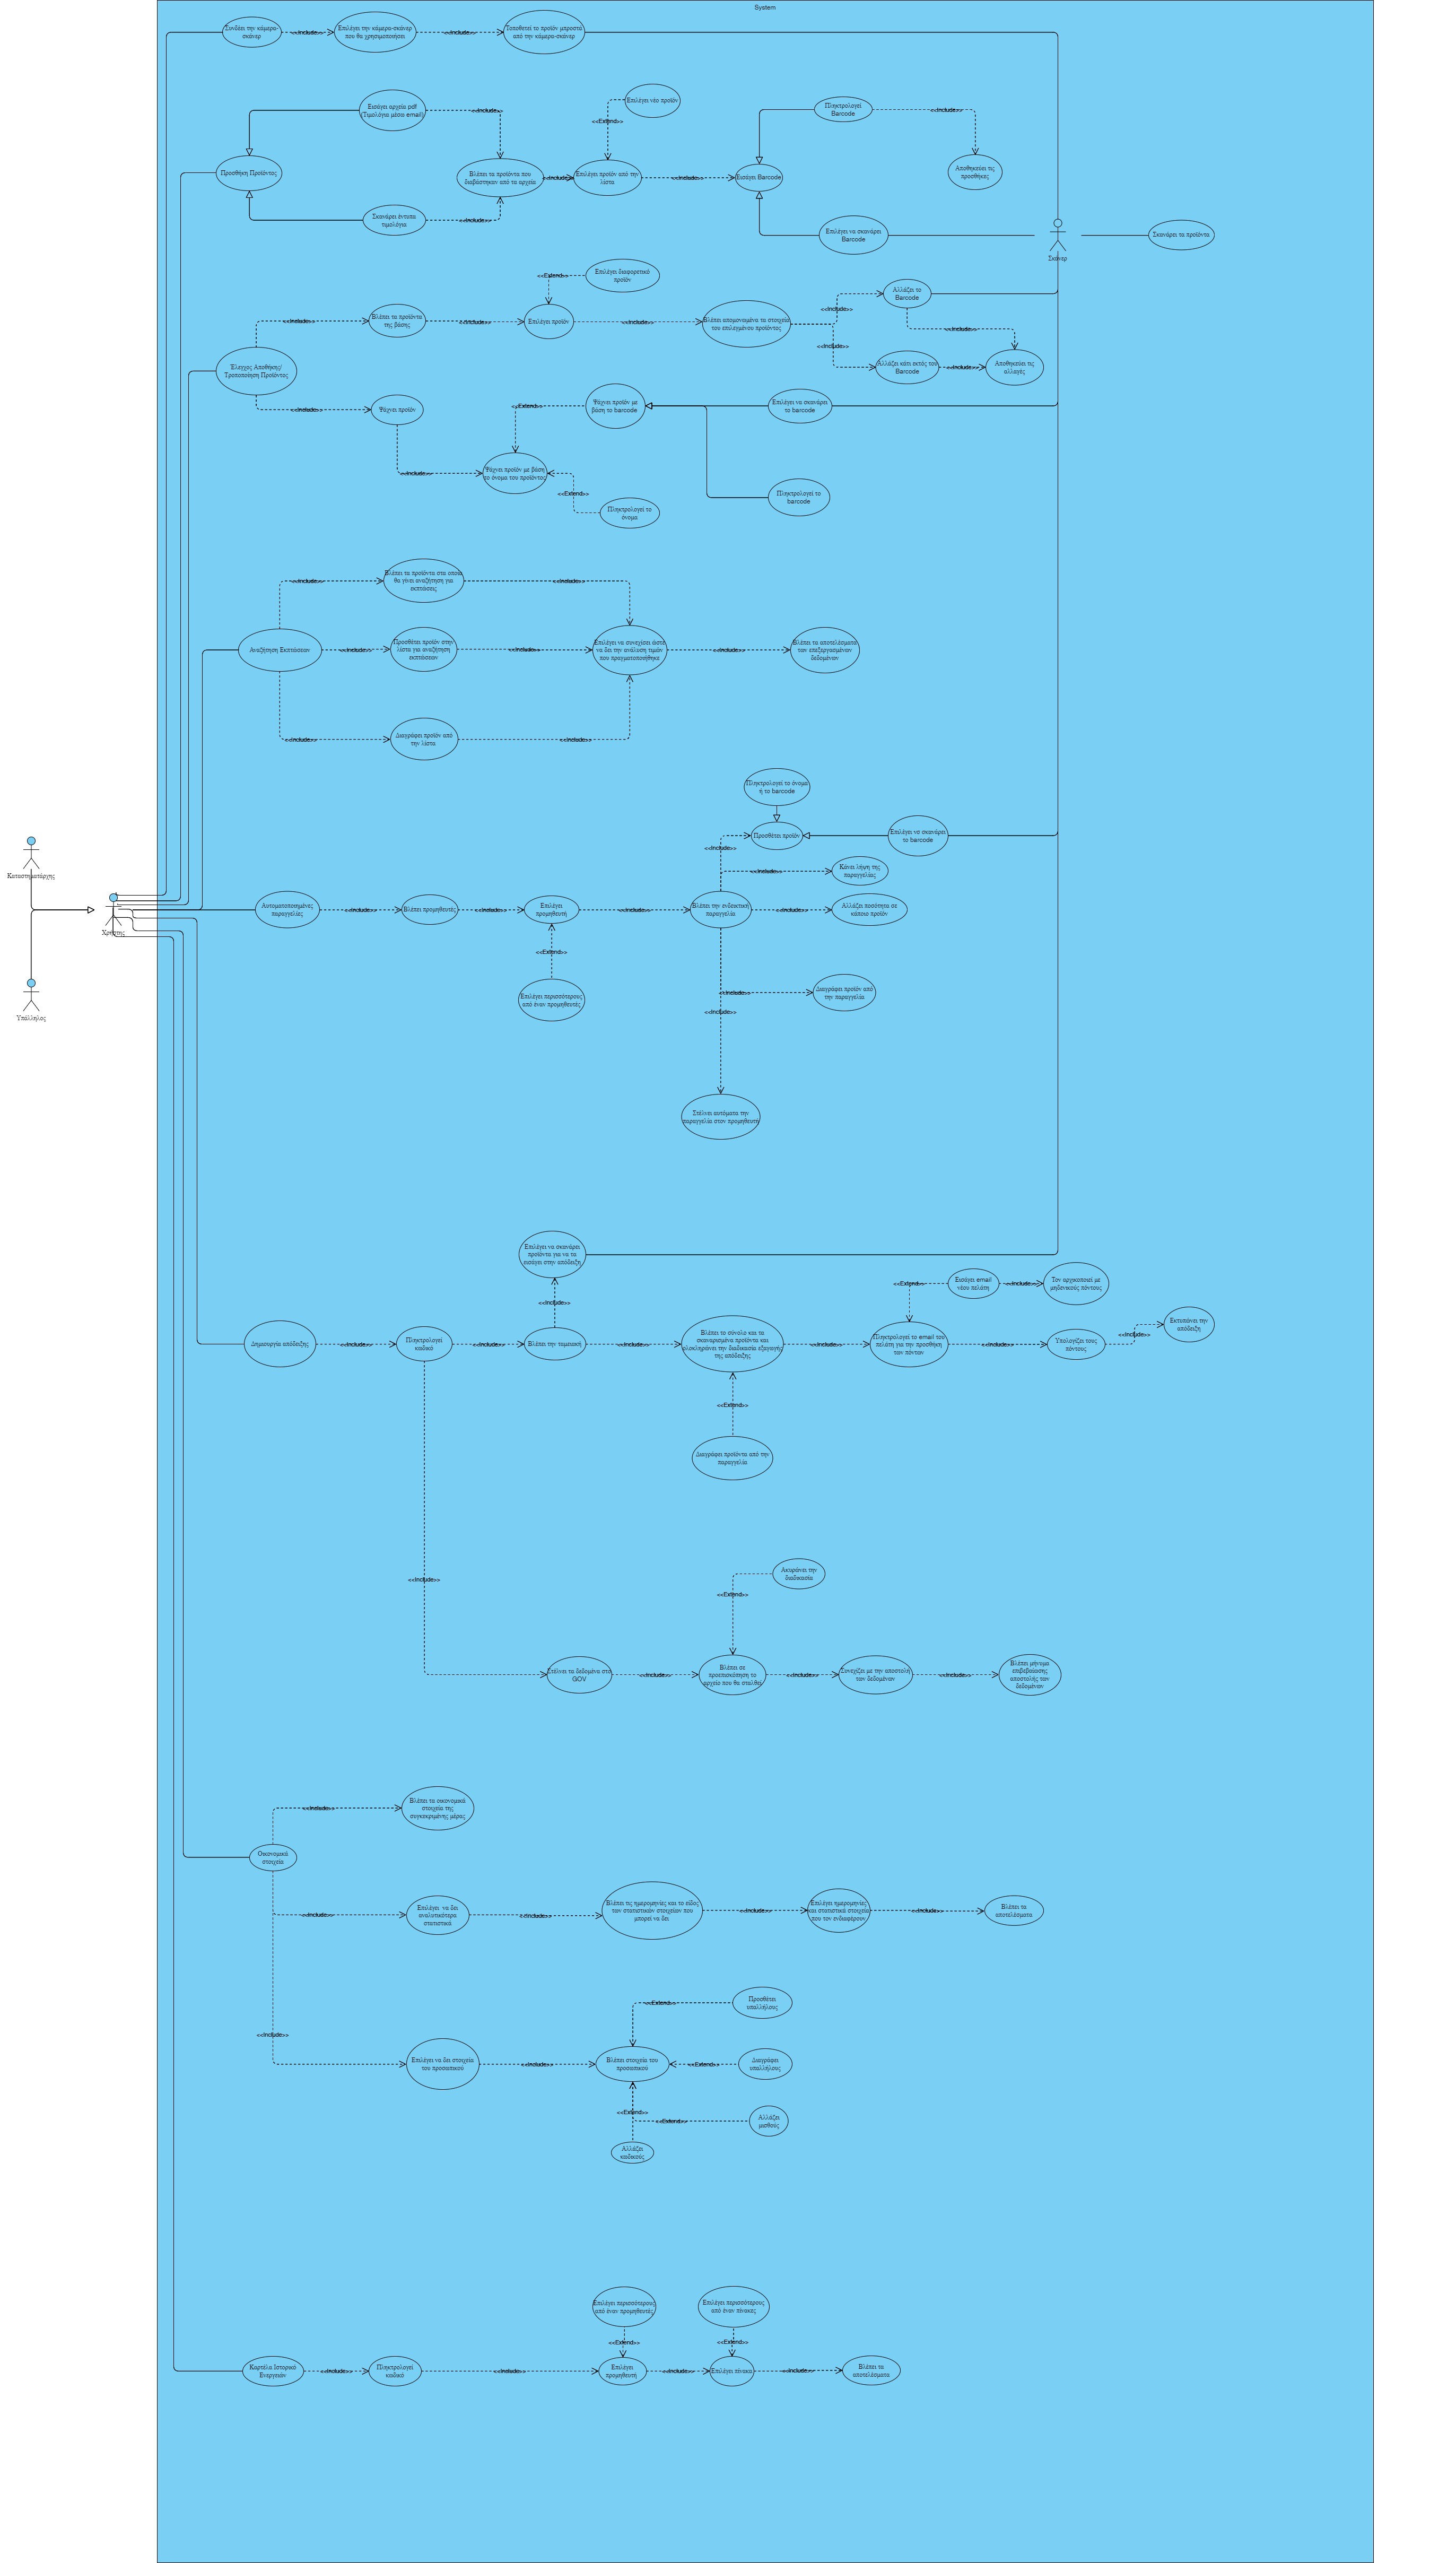 System
Συνδέει την κάμερα-
σκάνερ
<<Include>>
Επιλέγει την κάμερα-σκάνερ
που θα χρησιμοποιήσει
<<Include>>
Τοποθετεί το προϊόν μπροστά
από την κάμερα-σκάνερ
Εισάγει αρχεία pdf
(Τιμολόγια μέσω email)
<<Include>>
Επιλέγει νέο προϊόν
<<Extend>>
Πληκτρολογεί
Barcode
<<Include>>
Προσθήκη Προϊόντος
Βλέπει τα προϊόντα που
διαβάστηκαν από τα αρχεία
<<Include>>
Επιλέγει προϊόν από την
λίστα
<<Include>>
Εισάγει Barcode
Αποθηκεύει τις
προσθήκες
Σκανάρει έντυπα
τιμολόγια
<<Include>>
Επιλέγει να σκανάρει
Barcode
Σκάνερ
Σκανάρει τα προϊόντα
Επιλέγει διαφορετικό
προϊόν
<<Extend>>
Βλέπει τα προϊόντα
της βάσης
<<Include>>
<<Include>>
Επιλέγει προϊόν
<<Include>>
Βλέπει απομονωμένα τα στοιχεία
του επιλεγμένου προϊόντος
<<Include>>
<<Include>>
Αλλάζει το
Barcode
<<Include>>
Αλλάζει κάτι εκτός του
Barcode
<<Include>>
Αποθηκεύει τις
αλλαγές
Έλεγχος Αποθήκης/
Τροποποίηση Προϊόντος
<<Include>>
Ψάχνει προϊόν
<<Extend>>
Ψάχνει προϊόν με
βάση το barcode
Επιλέγει να σκανάρει
το barcode
<<Include>>
Ψάχνει προϊόν με βάση
το όνομα του προϊόντος
<<Extend>>
Πληκτρολογεί το
όνομα
Πληκτρολογεί το
barcode
<<Include>>
Βλέπει τα προϊόντα στα οποία
θα γίνει αναζήτηση για
εκπτώσεις
<<Include>>
Αναζήτηση Εκπτώσεων
<<Include>>
Προσθέτει προϊόν στην
λίστα για αναζήτηση
εκπτώσεων
<<Include>>
Επιλέγει να συνεχίσει ώστε
να δει την ανάλυση τιμών
που πραγματοποιήθηκε
<<Include>>
Βλέπει τα αποτελέσματα
των επεξεργασμένων
δεδομένων
<<Include>>
Διαγράφει προϊόν από
την λίστα
<<Include>>
Πληκτρολογεί το όνομα
ή το barcode
Προσθέτει προϊόν
Επιλέγει να σκανάρει
το barcode
<<Include>>
<<Include>>
Κάνει λήψη της
παραγγελίας
Καταστηματάρχης
Χρήστης
Υπάλληλος
Αυτοματοποιημένες
παραγγελίες
<<Include>>
Βλέπει προμηθευτές
<<Include>>
Επιλέγει
προμηθευτή
<<Include>>
Βλέπει την ενδεικτική
παραγγελία
<<Include>>
Αλλάζει ποσότητα σε
κάποιο προϊόν
<<Extend>>
Επιλέγει περισσότερους
από έναν προμηθευτές
<<Include>>
Διαγράφει προϊόν από
την παραγγελία
<<Include>>
Στέλνει αυτόματα την
παραγγελία στον προμηθευτή
Επιλέγει να σκανάρει
προϊόντα για να τα
εισάγει στην απόδειξη
<<Include>>
<<Extend>>
Εισάγει email
νέου πελάτη
<<Include>>
Τον αρχικοποιεί με
μηδενικούς πόντους
Δημιουργία απόδειξης
<<Include>>
Πληκτρολογεί
κωδικό
<<Include>>
Βλέπει την ταμειακή
<<Include>>
Βλέπει το σύνολο και τα
σκαναρισμένα προϊόντα και
ολοκληρώνει την διαδικασία εξαγωγής
της απόδειξης
<<Include>>
Πληκτρολογεί το email του
πελάτη για την προσθήκη
των πόντων
<<Include>>
Υπολογίζει τους
πόντους
<<Include>>
Εκτυπώνει την
απόδειξη
<<Extend>>
Διαγράφει προϊόντα από την
παραγγελία
<<Include>>
Ακυρώνει την
διαδικασία
<<Extend>>
Στέλνει τα δεδομένα στο
GOV
<<Include>>
Βλέπει σε
προεπισκόπηση το
αρχείο που θα σταλθεί
<<Include>>
Συνεχίζει με την αποστολή
των δεδομένων
<<Include>>
Βλέπει μήνυμα
επιβεβαίωσης
αποστολής των
δεδομένων
<<Include>>
Βλέπει τα οικονομικά
στοιχεία της
συγκεκριμένης μέρας
Οικονομικά
στοιχεία
<<Include>>
Επιλέγει να δει
αναλυτικότερα
στατιστικά
<<Include>>
Βλέπει τις ημερομηνίες και το είδος
των στατιστικών στοιχείων που
μπορεί να δει
<<Include>>
Επιλέγει ημερομηνίες
και στατιστικά στοιχεία
που τον ενδιαφέρουν
<<Include>>
Βλέπει τα
αποτελέσματα
<<Extend>>
Προσθέτει
υπαλλήλους
<<Include>>
Επιλέγει να δει στοιχεία
του προσωπικού
<<Include>>
Βλέπει στοιχεία του
προσωπικού
<<Extend>>
Διαγράφει
υπαλλήλους
<<Extend>>
<<Extend>>
Αλλάζει
μισθούς
Αλλάζει
κωδικούς
Επιλέγει περισσότερους
από έναν προμηθευτές
Επιλέγει περισσότερους
από έναν πίνακες
<<Extend>>
<<Extend>>
Καρτέλα Ιστορικό
Ενεργειών
<<Include>>
Πληκτρολογεί
κωδικό
<<Include>>
Επιλέγει
προμηθευτή
<<Include>>
Επιλέγει πίνακα
<<Include>>
Βλέπει τα
αποτελέσματα